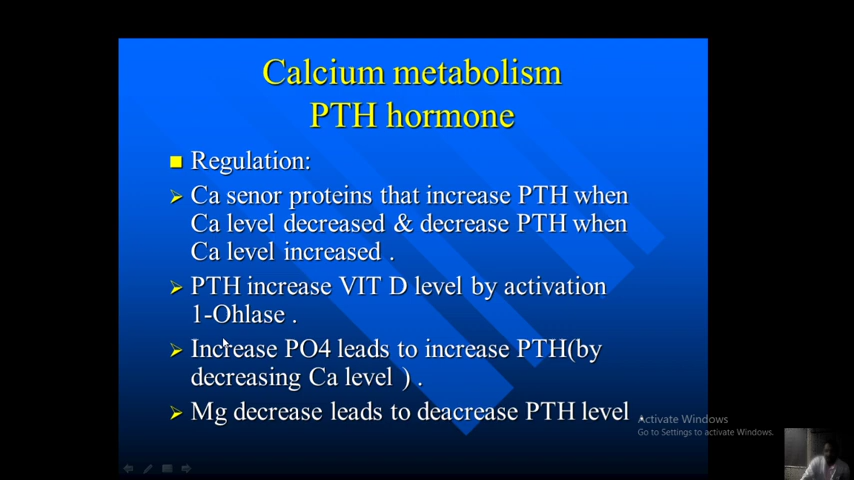 Calcium metabolism
PTH hormone
Regulation:
Ca senor proteins that increase PTH when
Ca level decreased & decrease PTH when
Ca level increased .
PTH increase VIT D level by activation
1-Ohlase .
Increase PO4 leads to increase PTH(by
decreasing Ca level ) .
Mg decrease leads to deacrease PTH level .
Activate Windows
Go to Settings to activate Windows.